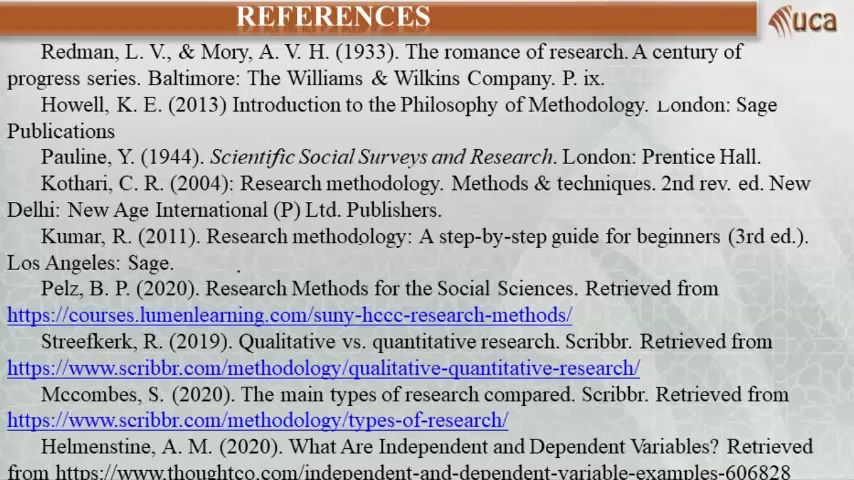 REFERENCES
uca
Redman, L. V., & Mory, A. V. H. (1933). The romance of research. A century of
progress series. Baltimore: The Williams & Wilkins Company. P. ix.
Howell, K. E. (2013) Introduction to the Philosophy of Methodology. London: Sage
Publications
Pauline, Y. (1944). Scientific Social Surveys and Research. London: Prentice Hall.
Kothari, C. R. (2004): Research methodology. Methods & techniques. 2nd rev. ed. New
Delhi: New Age International (P) Ltd. Publishers.
Kumar, R. (2011). Research methodology: A step-by-step guide for beginners (3rd ed.).
Los Angeles: Sage.
Pelz, B. P. (2020). Research Methods for the Social Sciences. Retrieved from
https://courses.lumenlearning.com/suny-hccc-research-methods/
Streefkerk, R. (2019). Qualitative vs. quantitative research. Scribbr. Retrieved from
https://www.scribbr.com/methodology/qualitative-quantitative-research/
Mccombes, S. (2020). The main types of research compared. Scribbr. Retrieved from
https://www.scribbr.com/methodology/types-of-research/
Helmenstine, A. M. (2020). What Are Independent and Dependent Variables? Retrieved
from https://www.thoughtco.com/independent-and-dependent-variable-examples-606828